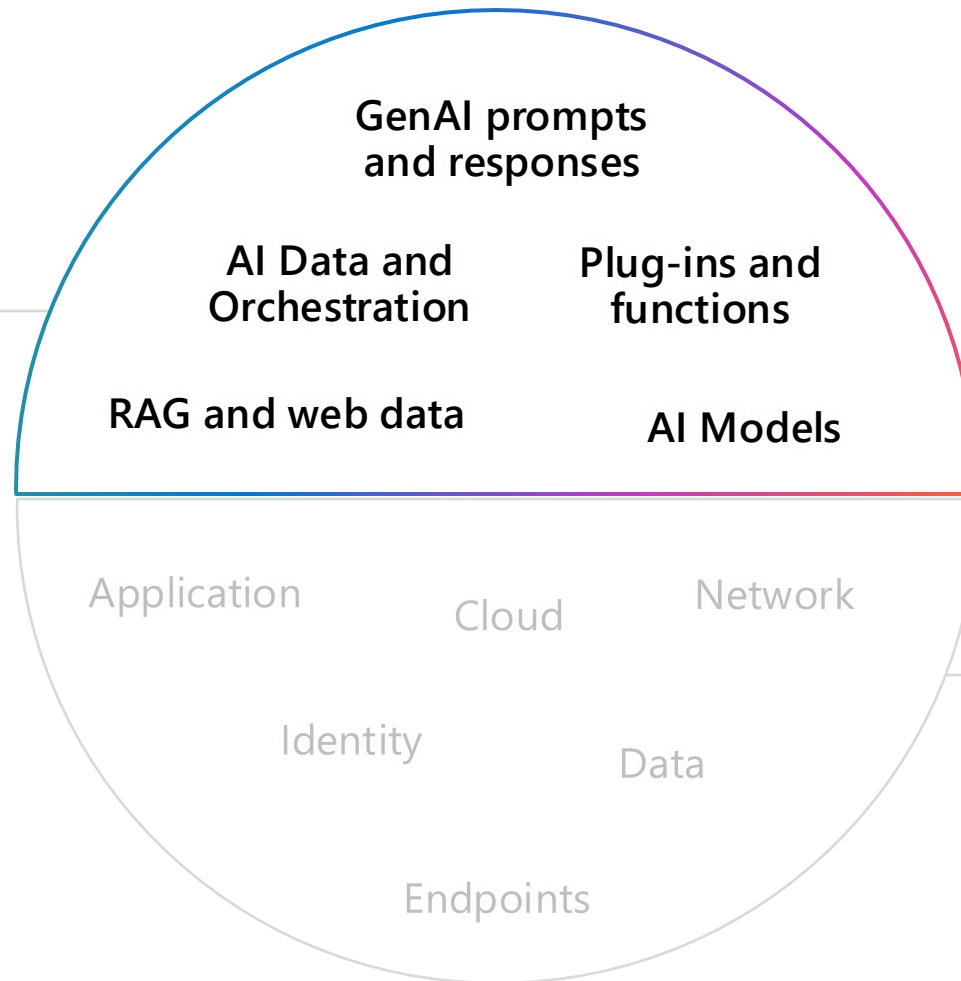 GenAI prompts
and responses
AI Data and
Orchestration
Plug-ins and
functions
RAG and web data
AI Models
Application
Cloud
Network
Identity
Data
Endpoints